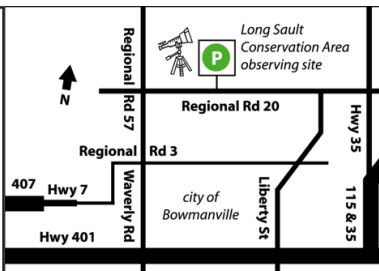 Long Sault
Conservation Area
observing site
P
N
Regional Rd 57
Regional Rd 20
Hwy 35
Regional Rd 3
407
Hwy 7
Waverly Rd
city of
Bowmanville
Liberty St
115 & 35
Hwy 401